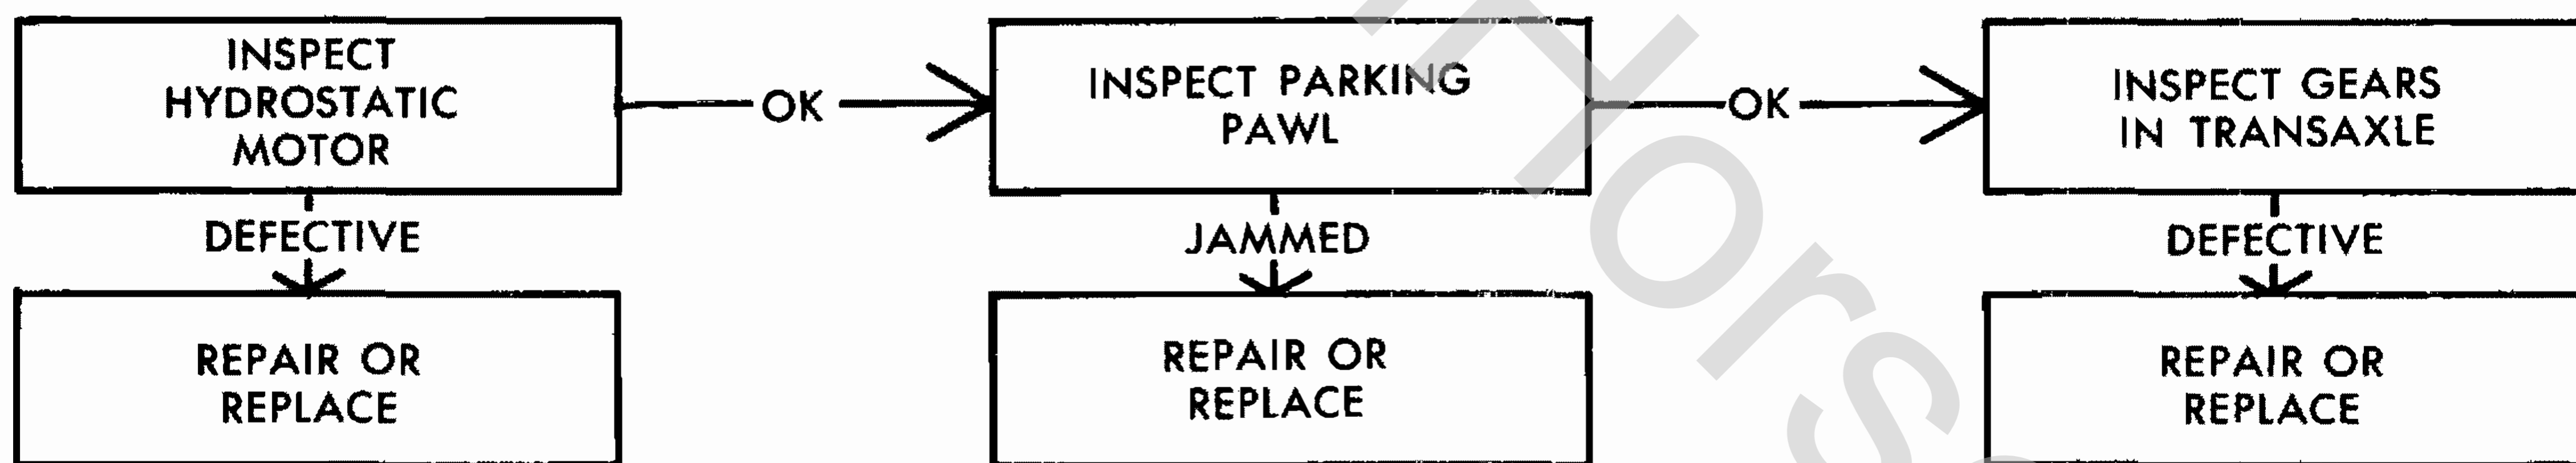 INSPECT
HYDROSTATIC
MOTOR
OK
INSPECT PARKING
PAWL
OK
INSPECT GEARS
IN TRANSAXLE
DEFECTIVE
JAMMED
DEFECTIVE
REPAIR OR
REPLACE
REPAIR OR
REPLACE
REPAIR OR
REPLACE
Hors